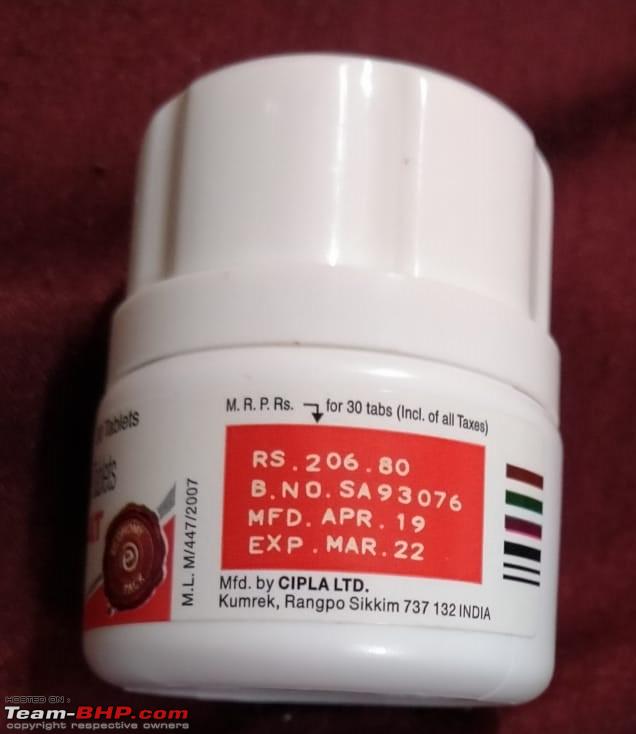 Tablets
M. R. P. Rs. for 30 tabs (Incl. of all Taxes)
RS. 206.80
B.NO. SA93076
MFD. APR. 19
EXP. MAR. 22
Mfd. by CIPLA LTD.
Kumrek, Rangpo Sikkim 737 132 INDIA
M.L. M/447/2007
HOSTED ON :
Team-BHP.com
copyright respective owners